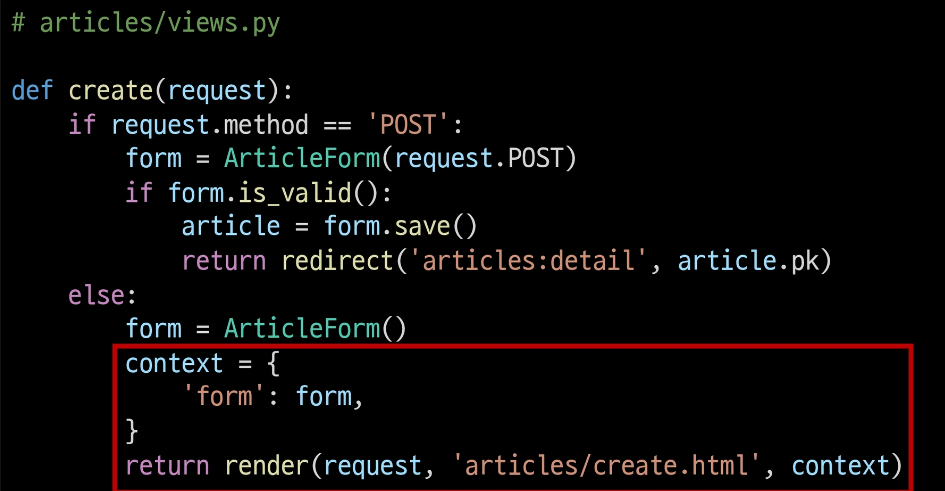 # articles/views.py
def create(request):
    if request.method == 'POST':
        form = ArticleForm(request.POST)
        if form.is_valid():
            article = form.save()
            return redirect('articles:detail', article.pk)
    else:
        form = ArticleForm()
        context = {
            'form': form,
        }
        return render(request, 'articles/create.html', context)